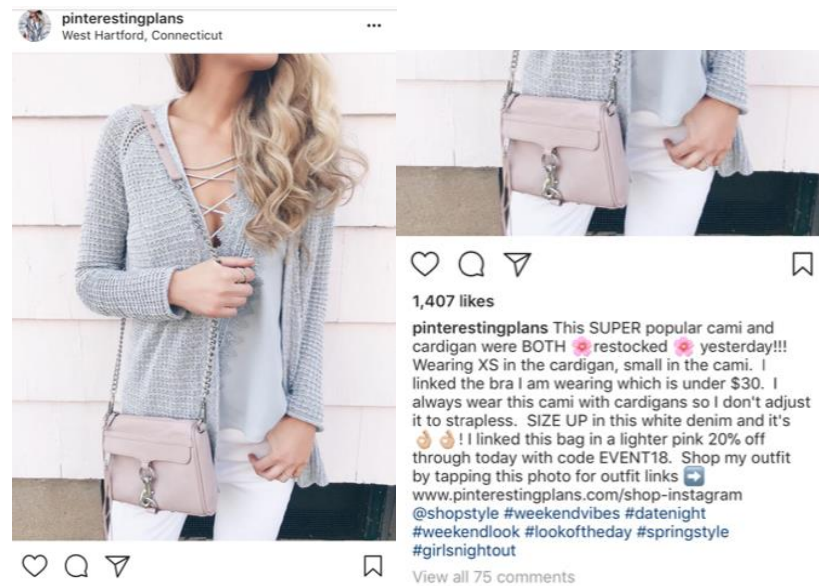 pinterestingplans
West Hartford, Connecticut
1,407 likes
pinterestingplans This SUPER popular cami and
cardigan were BOTH 🌸restocked 🌸 yesterday!!!
Wearing XS in the cardigan, small in the cami. I
linked the bra I am wearing which is under $30. I
always wear this cami with cardigans so I don't adjust
it to strapless. SIZE UP in this white denim and it's
👌🏼👌🏼! I linked this bag in a lighter pink 20% off
through today with code EVENT18. Shop my outfit
by tapping this photo for outfit links ➡️
www.pinterestingplans.com/shop-instagram
@shopstyle #weekendvibes #datenight
#weekendlook #lookoftheday #springstyle
#girlsnightout
View all 75 comments